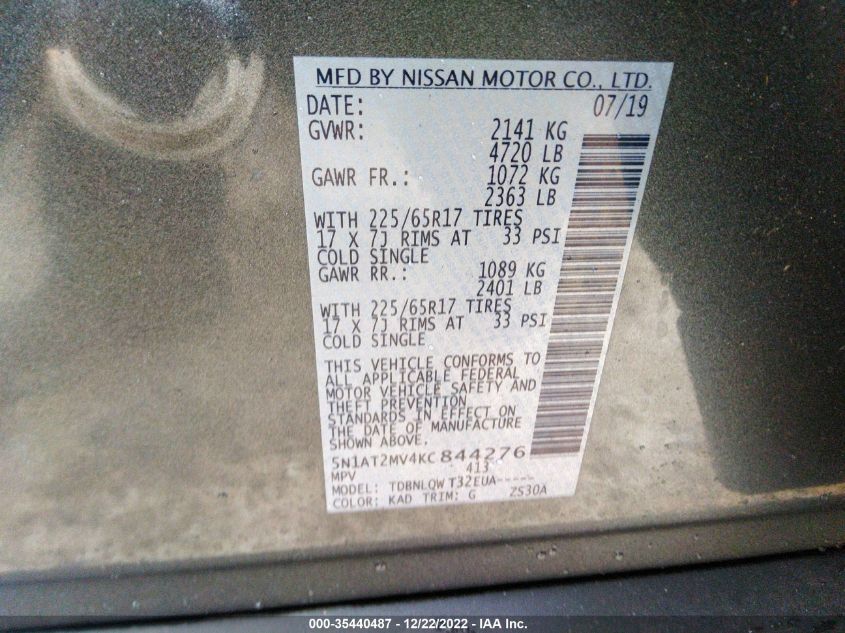 MFD BY NISSAN MOTOR CO., LTD.
DATE: 07/19
GVWR: 2141 KG
4720 LB
GAWR FR.: 1072 KG
2363 LB
WITH 225/65R17 TIRES
17 X 7J RIMS AT 33 PSI
COLD SINGLE
GAWR RR.: 1089 KG
2401 LB
WITH 225/65R17 TIRES
17 X 7J RIMS AT 33 PSI
COLD SINGLE
THIS VEHICLE CONFORMS TO
ALL APPLICABLE FEDERAL
MOTOR VEHICLE SAFETY AND
THEFT PREVENTION
STANDARDS IN EFFECT ON
THE DATE OF MANUFACTURE
SHOWN ABOVE.
5N1AT2MV4KC844276
MPV 413
MODEL: TDBNLQW T32EUA-----
COLOR: KAD TRIM: G ZS30A
000-35440487 - 12/22/2022 - IAA Inc.